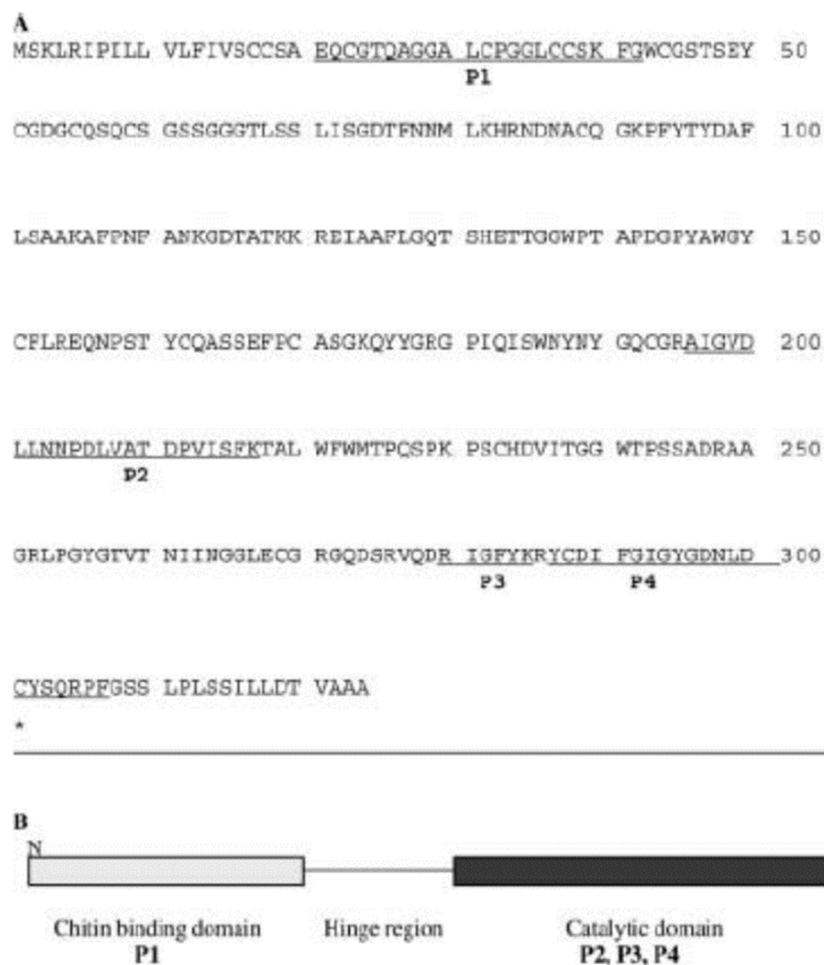 A
MSKLRIPILL VLFIVSCCSA EQCGTQAGGA LCPGGLCCSK FGWCGSTSEY 50
P1
CGDGCQSQCS GSSGGGTLSS LISGDTFNNM LKHRNDNACQ GKPFYTYDAF 100
LSAAKAFPNF ANKGDTATKK REIAAFLGQT SHETTGGWPT APDGPYAWGY 150
CFLREQNPST YCQASSEFPC ASGKQYYGRG PIQISWNYNY GQCGRAIGVD 200
LLNNPDLVAT DPVISFKTAL WFWMTPQSPK PSCHDVITGG WTPSSADRAA 250
P2
GRLPGYGTVT NIINGGLECG RGQDSRVQDR IGFYKRYCDI FGIGYGDNLD 300
P3 P4
CYSQRPFGSS LPLSSILLDT VAAA
*
B
N
Chitin binding domain Hinge region Catalytic domain
P1 P2, P3, P4